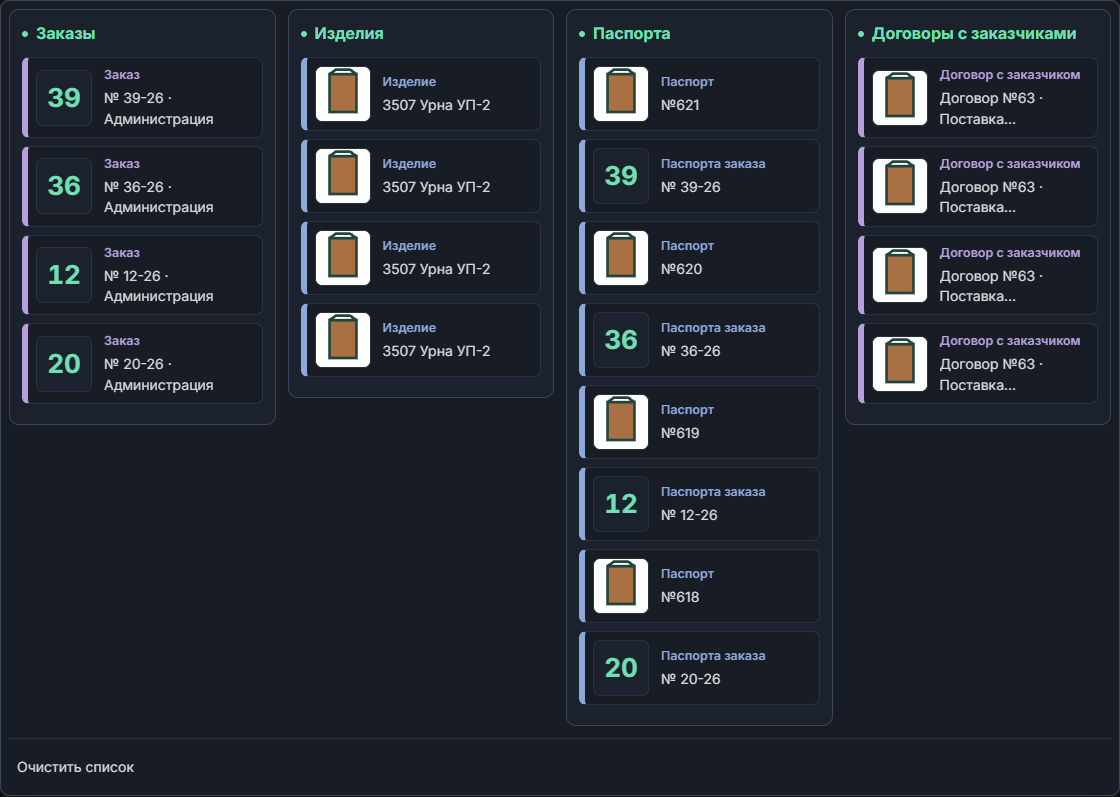 Заказы
39
Заказ
№ 39-26 ·
Администрация
36
Заказ
№ 36-26 ·
Администрация
12
Заказ
№ 12-26 ·
Администрация
20
Заказ
№ 20-26 ·
Администрация
Изделия
Изделие
3507 Урна УП-2
Изделие
3507 Урна УП-2
Изделие
3507 Урна УП-2
Изделие
3507 Урна УП-2
Паспорта
Паспорт
№621
39
Паспорта заказа
№ 39-26
Паспорт
№620
36
Паспорта заказа
№ 36-26
Паспорт
№619
12
Паспорта заказа
№ 12-26
Паспорт
№618
20
Паспорта заказа
№ 20-26
Договоры с заказчиками
Договор с заказчиком
Договор №63 ·
Поставка...
Договор с заказчиком
Договор №63 ·
Поставка...
Договор с заказчиком
Договор №63 ·
Поставка...
Договор с заказчиком
Договор №63 ·
Поставка...
Очистить список